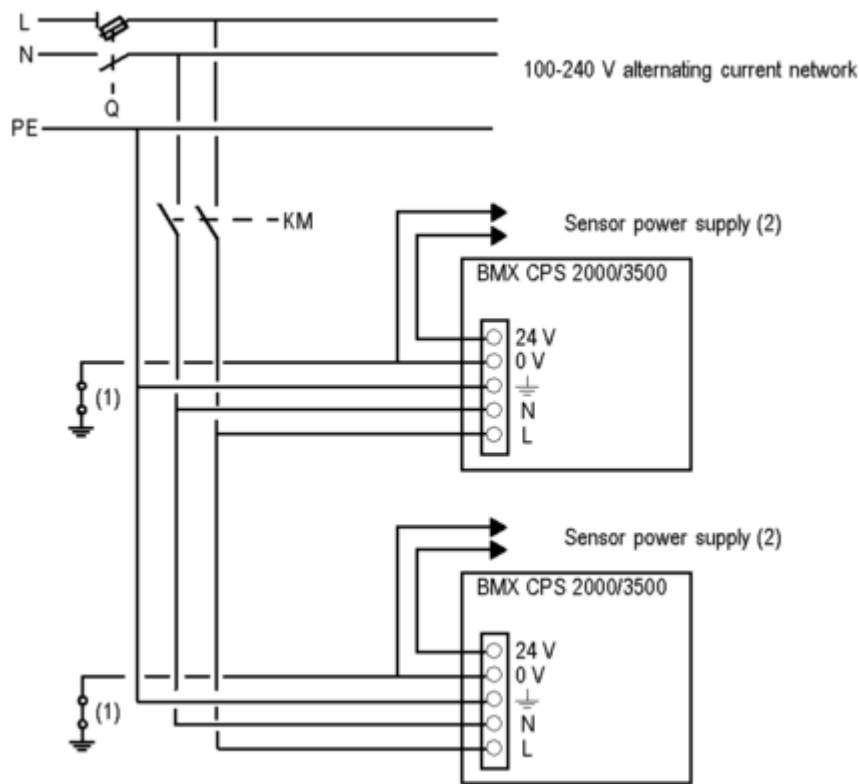 L
N
100-240 V alternating current network
Q
PE
KM
Sensor power supply (2)
BMX CPS 2000/3500
24 V
0 V
(1)
N
L
Sensor power supply (2)
BMX CPS 2000/3500
24 V
0 V
(1)
N
L